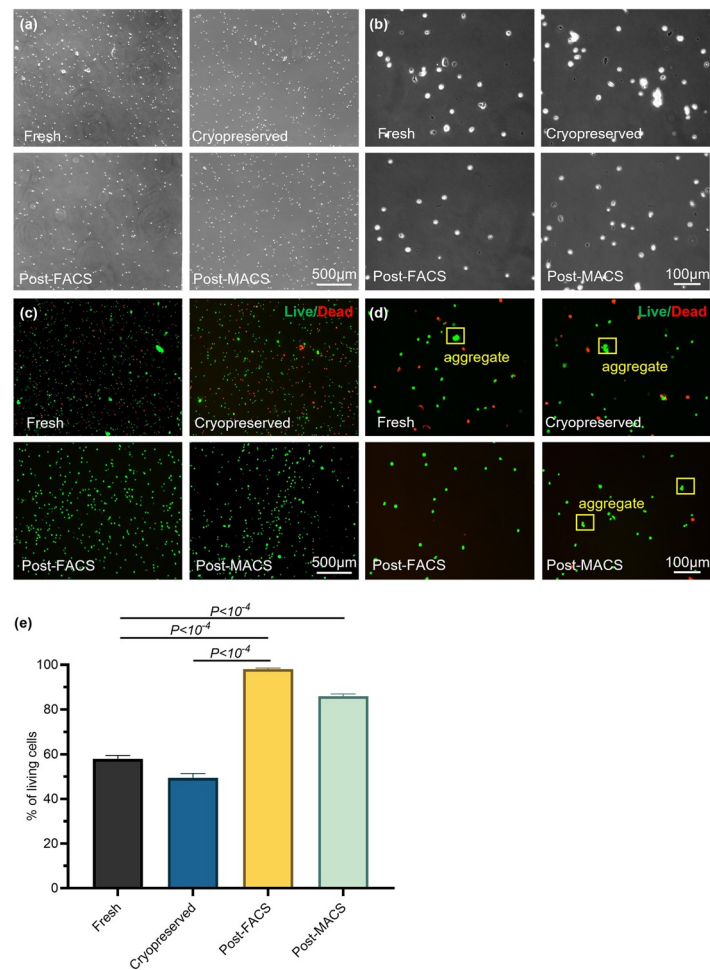 (a)
(b)
Fresh
Cryopreserved
Fresh
Cryopreserved
Post-FACS
Post-MACS
500μm
Post-FACS
Post-MACS
100μm
(c)
Live/Dead
(d)
Live/Dead
aggregate
aggregate
Fresh
Cryopreserved
Fresh
Cryopreserved
aggregate
Post-FACS
Post-MACS
500μm
Post-FACS
Post-MACS
100μm
(e)
P<10-4
P<10-4
P<10-4
% of living cells
100
80
60
40
20
0
Fresh
Cryopreserved
Post-FACS
Post-MACS